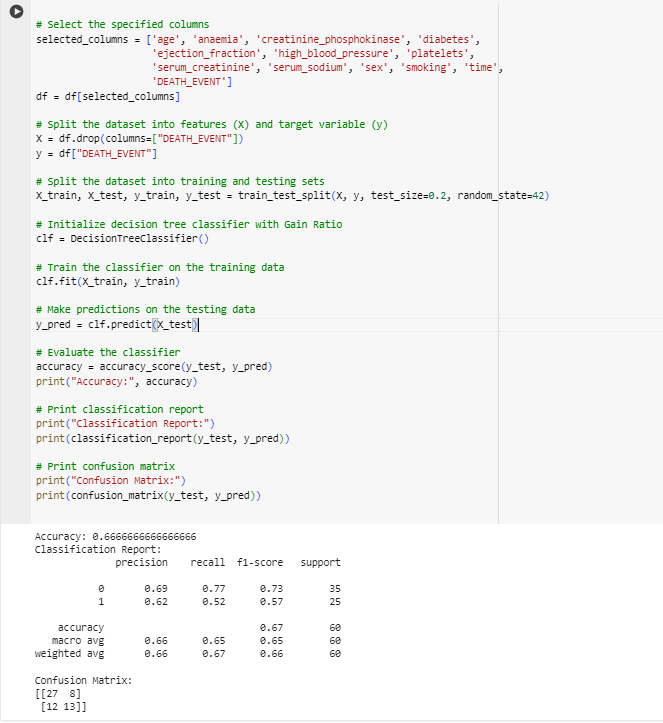 # Select the specified columns
selected_columns = ['age', 'anaemia', 'creatinine_phosphokinase', 'diabetes',
'ejection_fraction', 'high_blood_pressure', 'platelets',
'serum_creatinine', 'serum_sodium', 'sex', 'smoking', 'time',
'DEATH_EVENT']
df = df[selected_columns]
# Split the dataset into features (X) and target variable (y)
X = df.drop(columns=["DEATH_EVENT"])
y = df["DEATH_EVENT"]
# Split the dataset into training and testing sets
X_train, X_test, y_train, y_test = train_test_split(X, y, test_size=0.2, random_state=42)
# Initialize decision tree classifier with Gain Ratio
clf = DecisionTreeClassifier()
# Train the classifier on the training data
clf.fit(X_train, y_train)
# Make predictions on the testing data
y_pred = clf.predict(X_test)
# Evaluate the classifier
accuracy = accuracy_score(y_test, y_pred)
print("Accuracy:", accuracy)
# Print classification report
print("Classification Report:")
print(classification_report(y_test, y_pred))
# Print confusion matrix
print("Confusion Matrix:")
print(confusion_matrix(y_test, y_pred))
Accuracy: 0.6666666666666666
Classification Report:
precision recall f1-score support
0 0.69 0.77 0.73 35
1 0.62 0.52 0.57 25
accuracy 0.67 60
macro avg 0.66 0.65 0.65 60
weighted avg 0.66 0.67 0.66 60
Confusion Matrix:
[[27 8]
[12 13]]